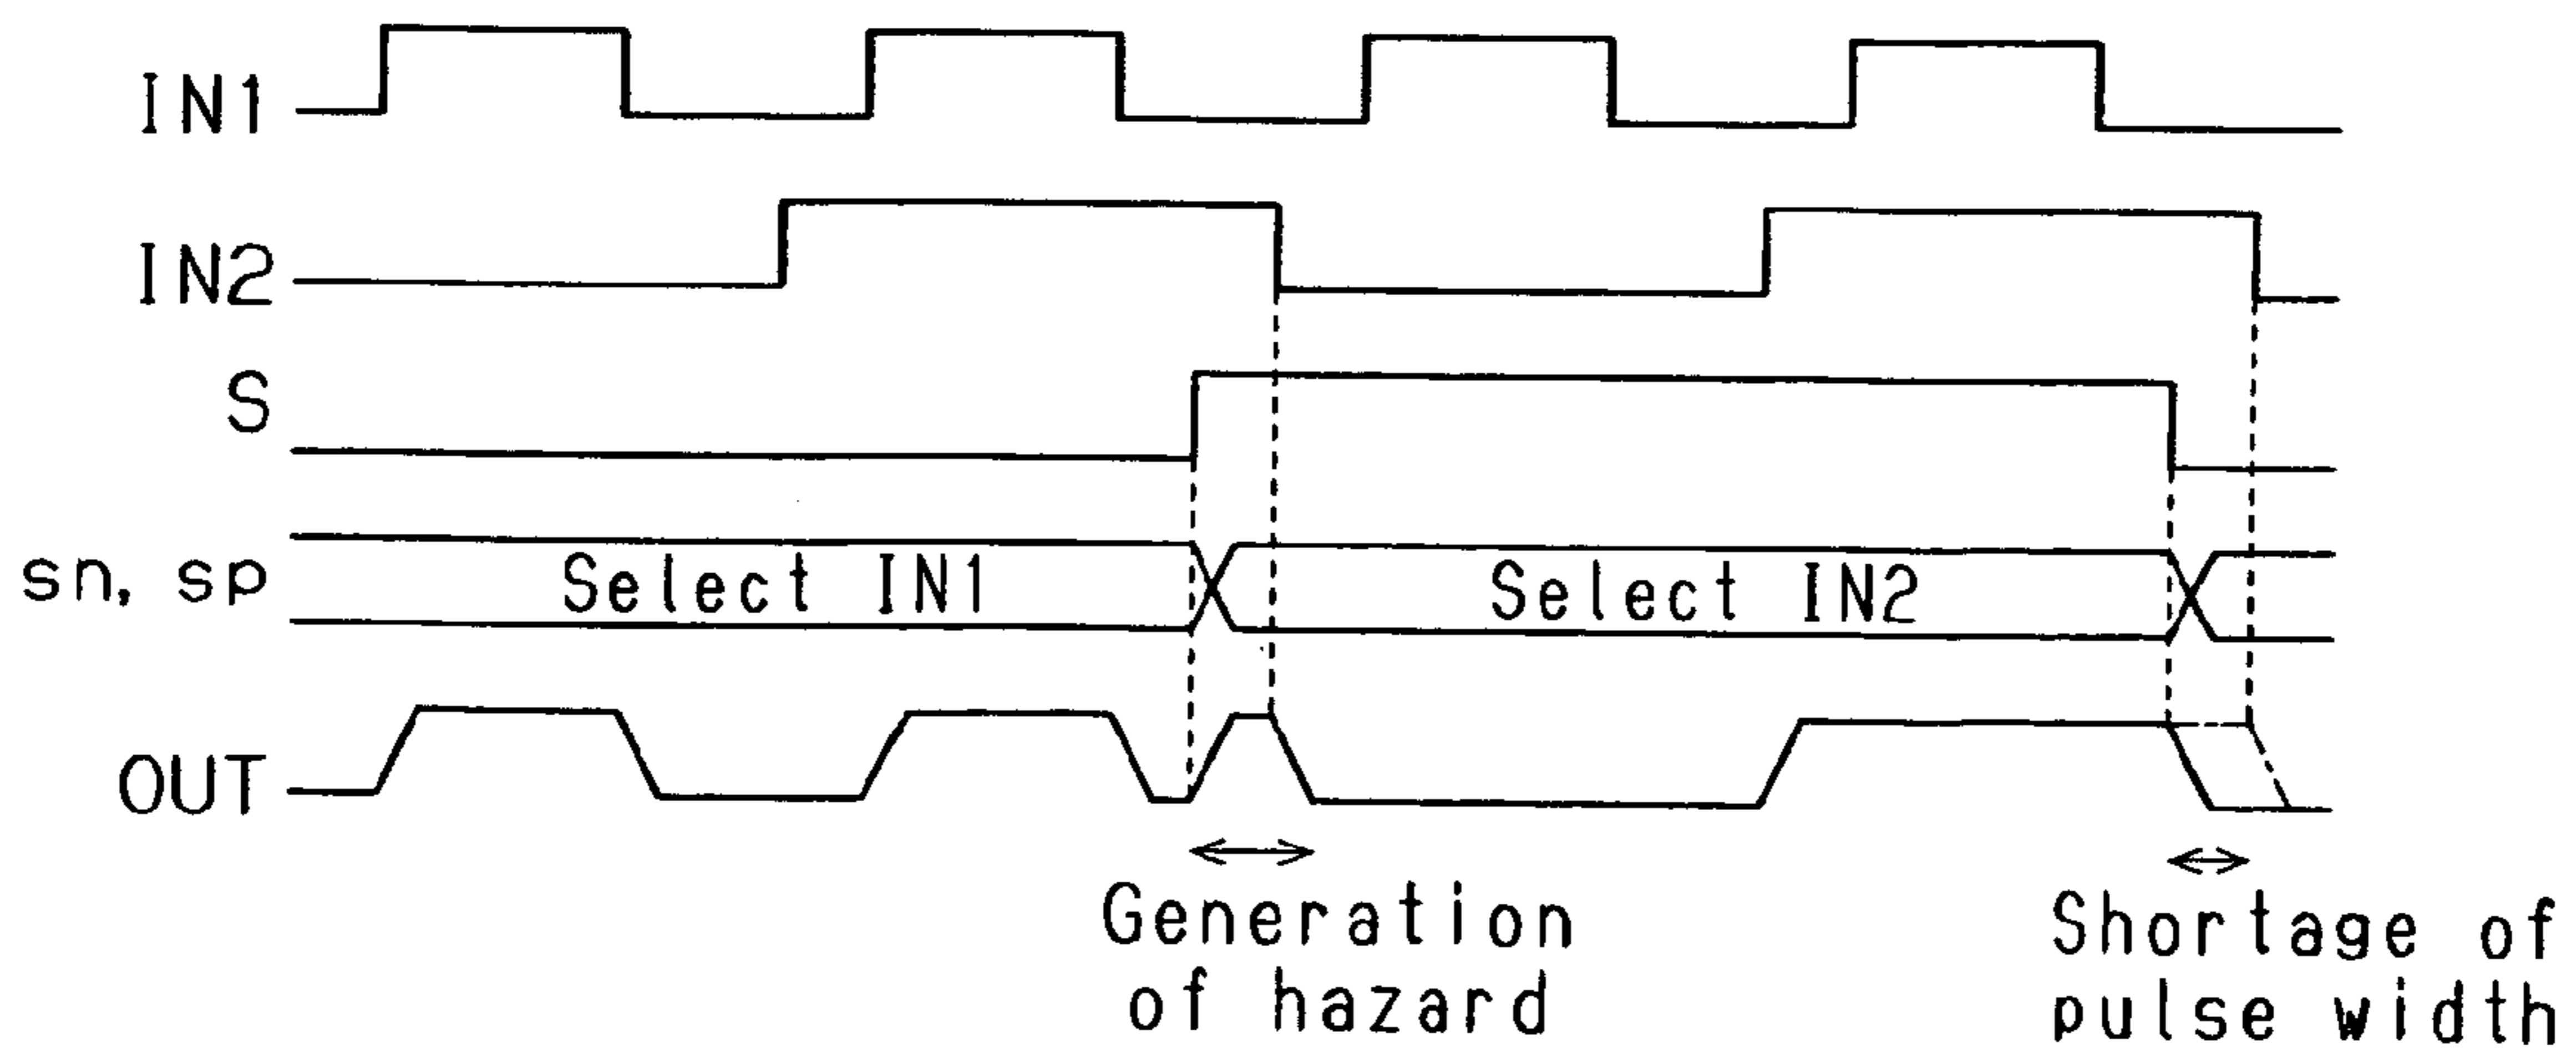 IN1
IN2
S
sn, sp
Select IN1
Select IN2
OUT
Generation
of hazard
Shortage of
pulse width